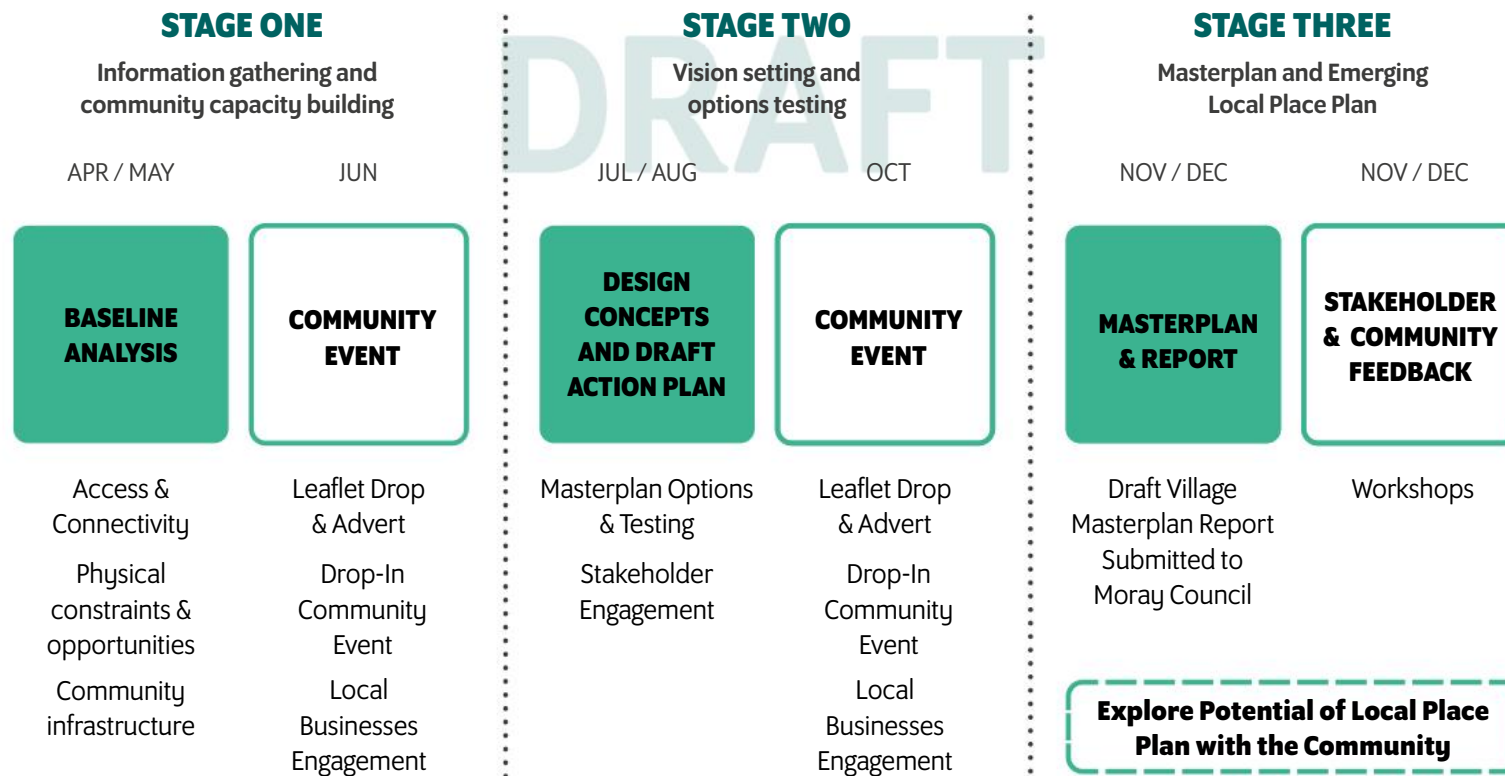 STAGE ONE
Information gathering and
community capacity building
APR / MAY
JUN
BASELINE
ANALYSIS
COMMUNITY
EVENT
Access &
Connectivity
Physical
constraints &
opportunities
Community
infrastructure
Leaflet Drop
& Advert
Drop-In
Community
Event
Local
Businesses
Engagement
DRAFT
STAGE TWO
Vision setting and
options testing
JUL / AUG
OCT
DESIGN
CONCEPTS
AND DRAFT
ACTION PLAN
COMMUNITY
EVENT
Masterplan Options
& Testing
Stakeholder
Engagement
Leaflet Drop
& Advert
Drop-In
Community
Event
Local
Businesses
Engagement
STAGE THREE
Masterplan and Emerging
Local Place Plan
NOV / DEC
NOV / DEC
MASTERPLAN
& REPORT
STAKEHOLDER
& COMMUNITY
FEEDBACK
Draft Village
Masterplan Report
Submitted to
Moray Council
Workshops
Explore Potential of Local Place
Plan with the Community